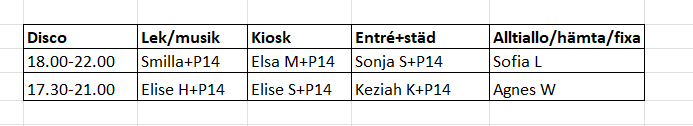 Disco Lek/musik Kiosk Entré+städ Alltiallo/hämta/fixa
18.00-22.00 Smilla+P14 Elsa M+P14 Sonja S+P14 Sofia L
17.30-21.00 Elise H+P14 Elise S+P14 Keziah K+P14 Agnes W